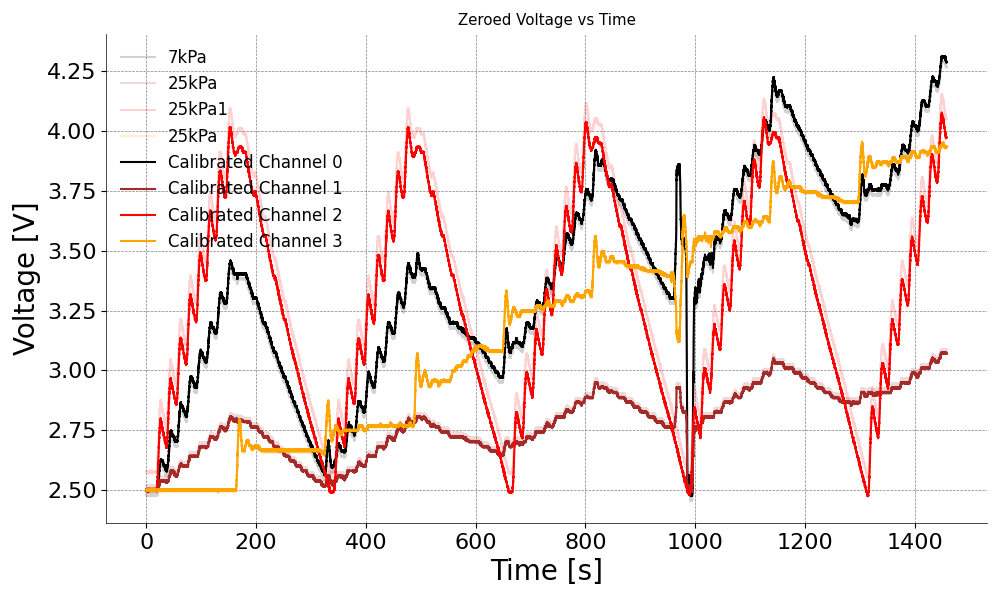 Zeroed Voltage vs Time
7kPa
25kPa
25kPa1
25kPa
Calibrated Channel 0
Calibrated Channel 1
Calibrated Channel 2
Calibrated Channel 3
Voltage [V]
4.25
4.00
3.75
3.50
3.25
3.00
2.75
2.50
0 200 400 600 800 1000 1200 1400
Time [s]